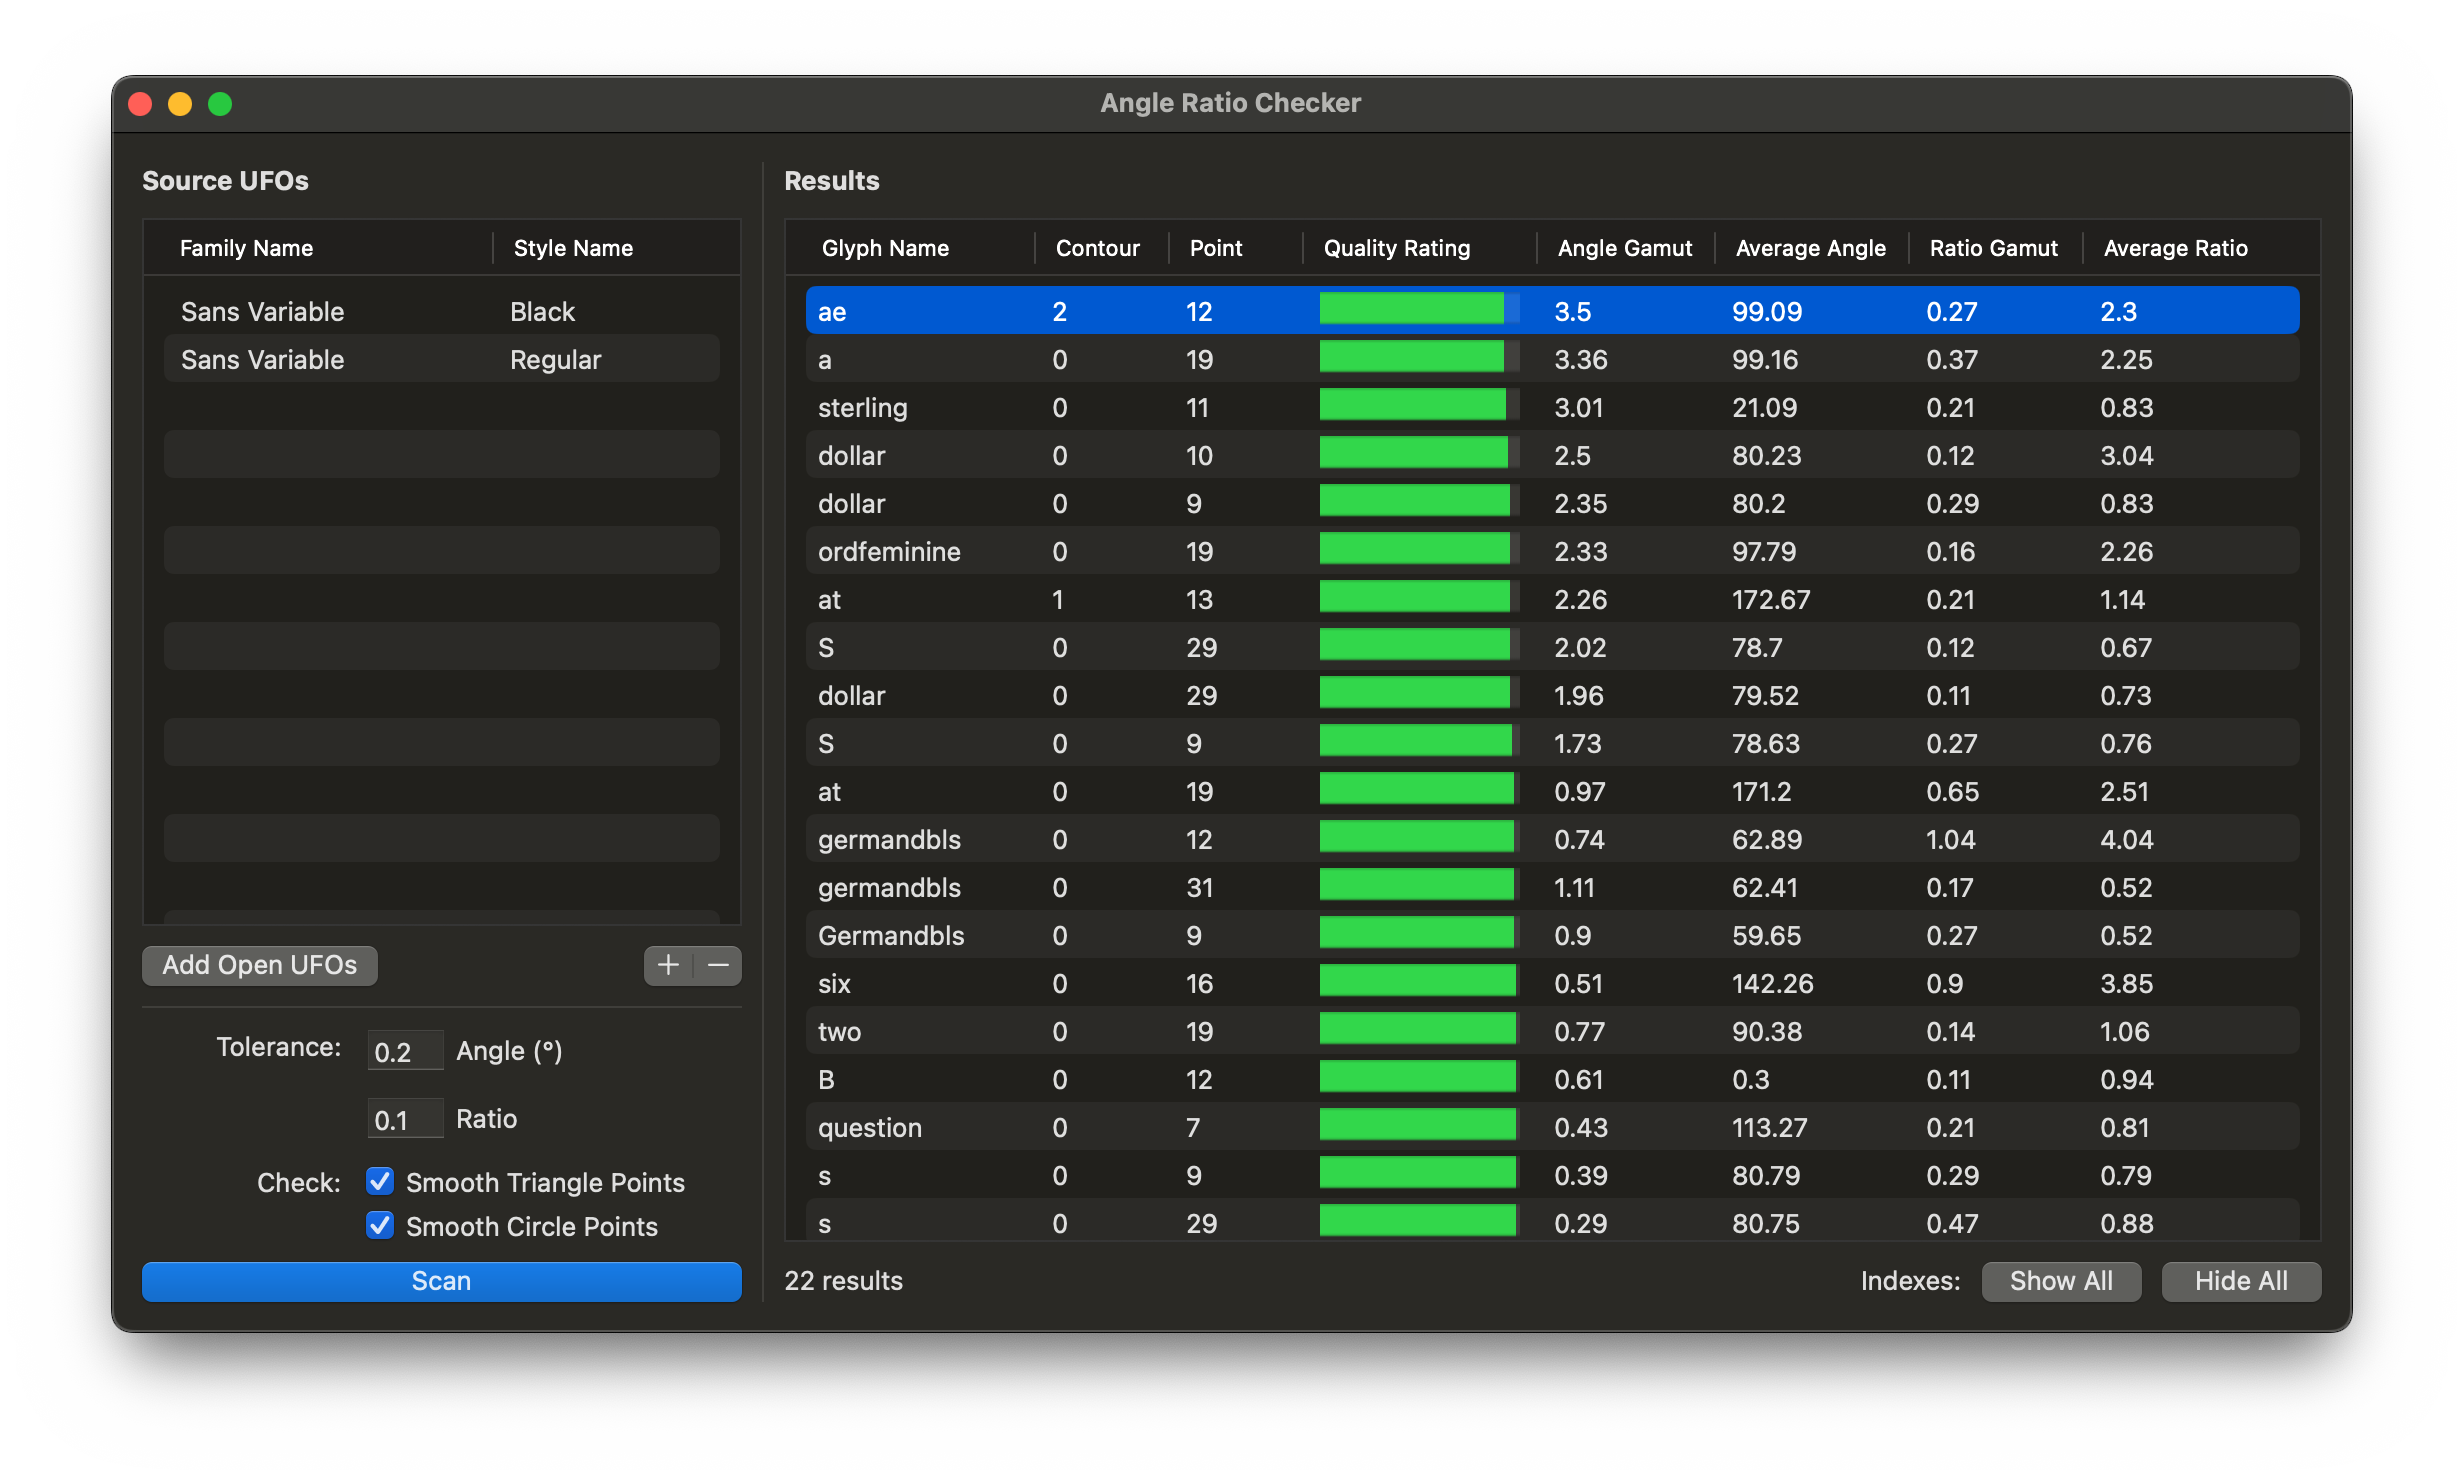 Angle Ratio Checker
Source UFOs
Family Name Style Name
Sans Variable Black
Sans Variable Regular
Add Open UFOs + −
Tolerance: 0.2 Angle (°)
0.1 Ratio
Check: Smooth Triangle Points
Smooth Circle Points
Scan
Results
Glyph Name Contour Point Quality Rating Angle Gamut Average Angle Ratio Gamut Average Ratio
ae 2 12 3.5 99.09 0.27 2.3
a 0 19 3.36 99.16 0.37 2.25
sterling 0 11 3.01 21.09 0.21 0.83
dollar 0 10 2.5 80.23 0.12 3.04
dollar 0 9 2.35 80.2 0.29 0.83
ordfeminine 0 19 2.33 97.79 0.16 2.26
at 1 13 2.26 172.67 0.21 1.14
S 0 29 2.02 78.7 0.12 0.67
dollar 0 29 1.96 79.52 0.11 0.73
S 0 9 1.73 78.63 0.27 0.76
at 0 19 0.97 171.2 0.65 2.51
germandbls 0 12 0.74 62.89 1.04 4.04
germandbls 0 31 1.11 62.41 0.17 0.52
Germandbls 0 9 0.9 59.65 0.27 0.52
six 0 16 0.51 142.26 0.9 3.85
two 0 19 0.77 90.38 0.14 1.06
B 0 12 0.61 0.3 0.11 0.94
question 0 7 0.43 113.27 0.21 0.81
s 0 9 0.39 80.79 0.29 0.79
s 0 29 0.29 80.75 0.47 0.88
22 results
Indexes: Show All Hide All